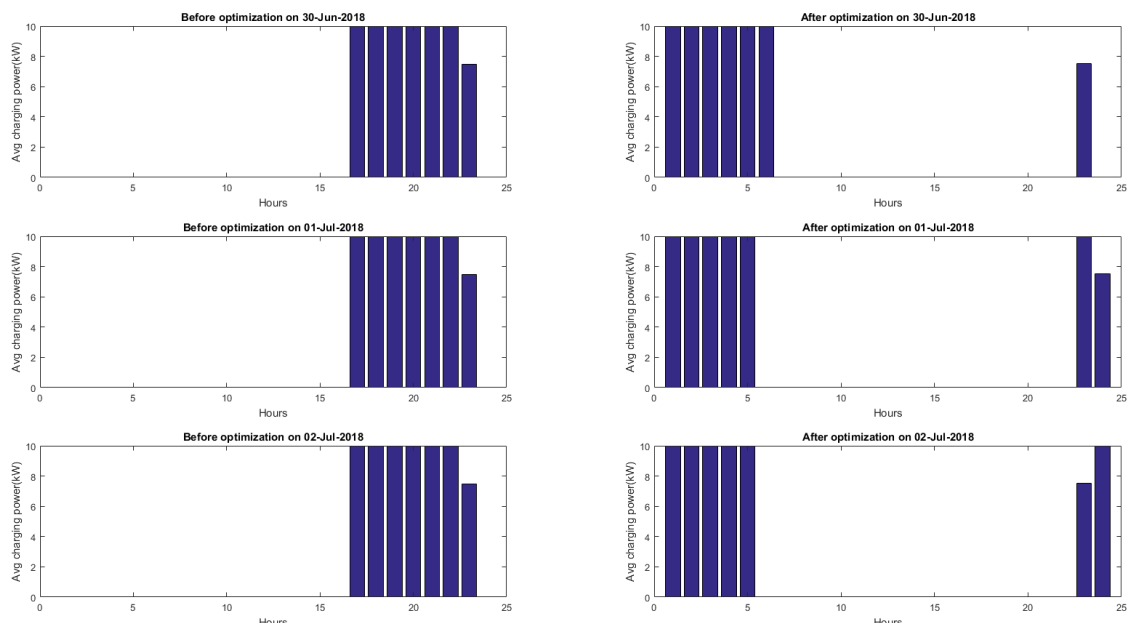 Before optimization on 30-Jun-2018
Avg charging power(kW)
10
8
6
4
2
0
0 5 10 15 20 25
Hours
After optimization on 30-Jun-2018
Avg charging power(kW)
10
8
6
4
2
0
0 5 10 15 20 25
Hours
Before optimization on 01-Jul-2018
Avg charging power(kW)
10
8
6
4
2
0
0 5 10 15 20 25
Hours
After optimization on 01-Jul-2018
Avg charging power(kW)
10
8
6
4
2
0
0 5 10 15 20 25
Hours
Before optimization on 02-Jul-2018
Avg charging power(kW)
10
8
6
4
2
0
0 5 10 15 20 25
Hours
After optimization on 02-Jul-2018
Avg charging power(kW)
10
8
6
4
2
0
0 5 10 15 20 25
Hours